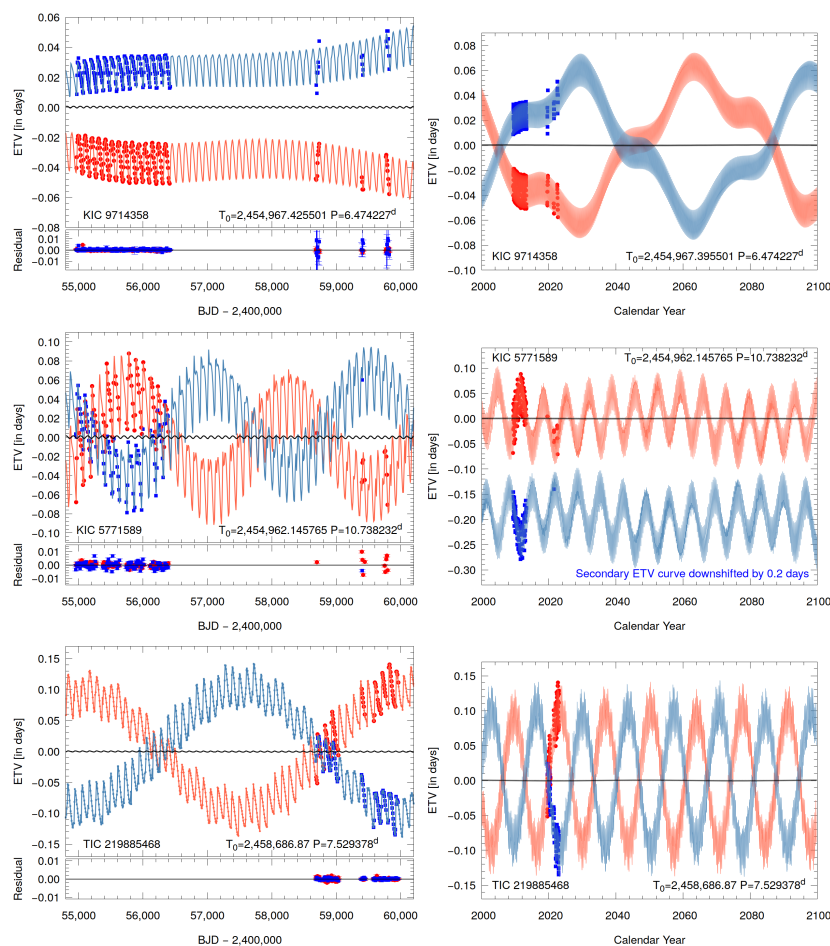 0.06
0.04
0.02
0.00
−0.02
−0.04
−0.06
−0.08
ETV [in days]
KIC 9714358
T0=2,454,967.425501 P=6.474227d
0.01
0.00
−0.01
Residual
55,000 56,000 57,000 58,000 59,000 60,000
BJD − 2,400,000
0.08
0.06
0.04
0.02
0.00
−0.02
−0.04
−0.06
−0.08
−0.10
ETV [in days]
KIC 9714358
T0=2,454,967.395501 P=6.474227d
2000 2020 2040 2060 2080 2100
Calendar Year
0.10
0.08
0.06
0.04
0.02
0.00
−0.02
−0.04
−0.06
−0.08
−0.10
ETV [in days]
KIC 5771589
T0=2,454,962.145765 P=10.738232d
0.01
0.00
−0.01
Residual
55,000 56,000 57,000 58,000 59,000 60,000
BJD − 2,400,000
KIC 5771589
T0=2,454,962.145765 P=10.738232d
0.10
0.05
0.00
−0.05
−0.10
−0.15
−0.20
−0.25
−0.30
ETV [in days]
Secondary ETV curve downshifted by 0.2 days
2000 2020 2040 2060 2080 2100
Calendar Year
0.15
0.10
0.05
0.00
−0.05
−0.10
−0.15
ETV [in days]
TIC 219885468
T0=2,458,686.87 P=7.529378d
0.01
0.00
−0.01
Residual
55,000 56,000 57,000 58,000 59,000 60,000
BJD − 2,400,000
0.15
0.10
0.05
0.00
−0.05
−0.10
−0.15
ETV [in days]
TIC 219885468
T0=2,458,686.87 P=7.529378d
2000 2020 2040 2060 2080 2100
Calendar Year